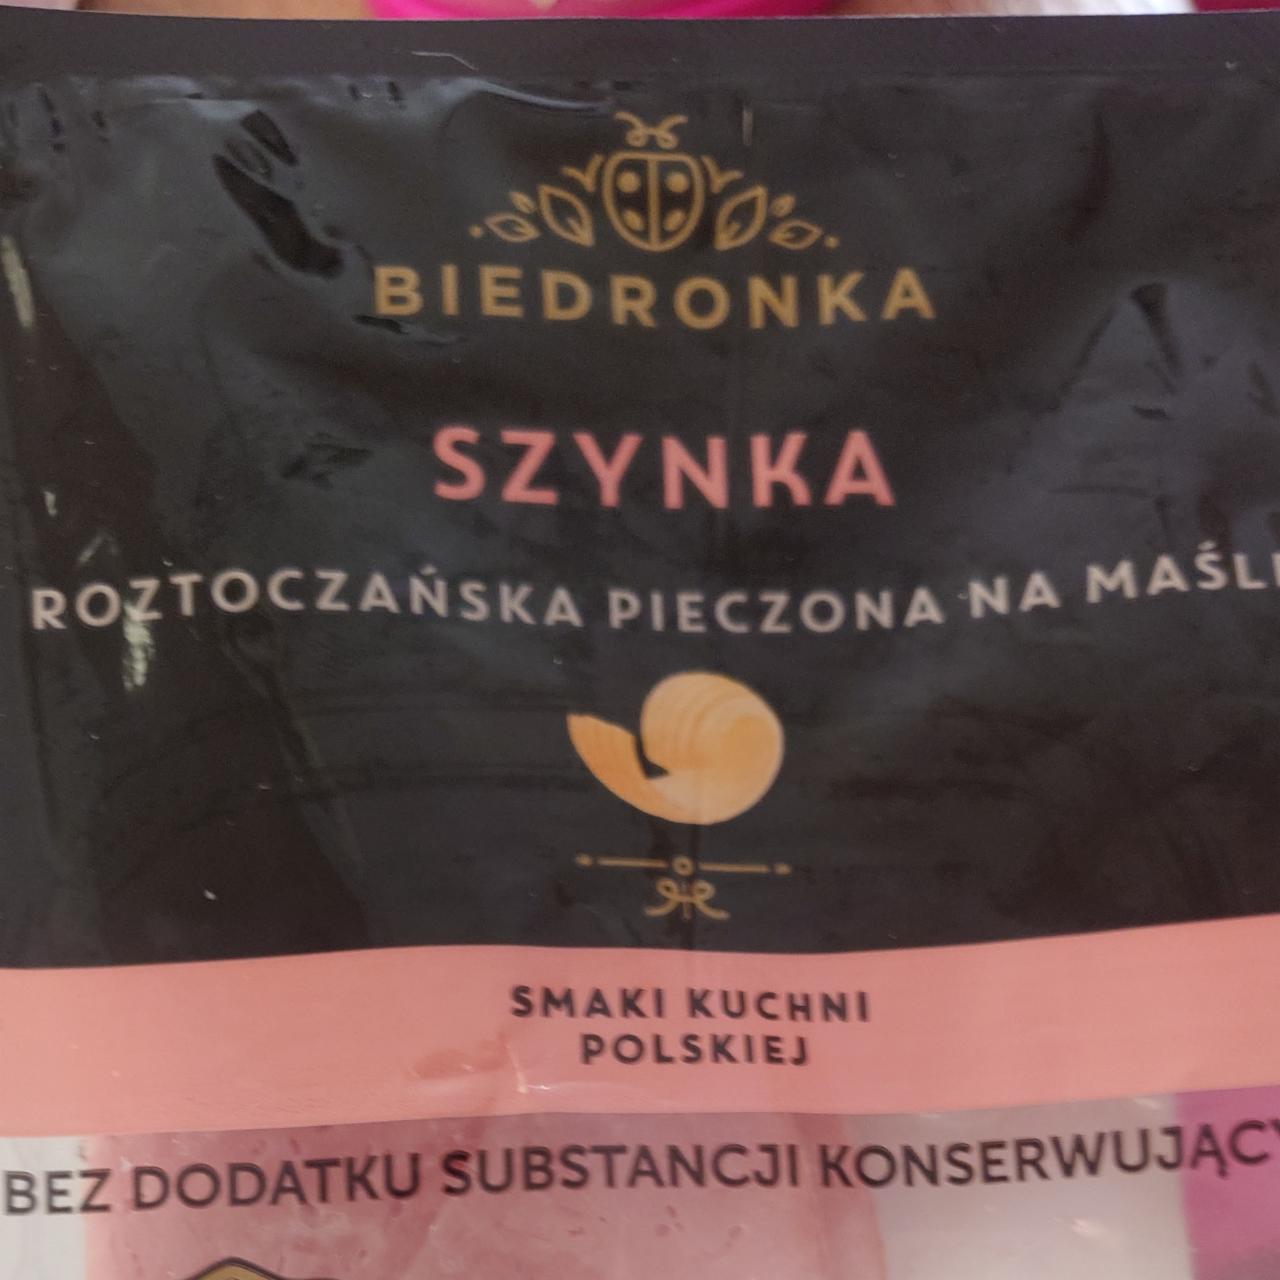 BIEDRONKA
SZYNKA
ROZTOCZAŃSKA PIECZONA NA MAŚL
SMAKI KUCHNI
POLSKIEJ
BEZ DODATKU SUBSTANCJI KONSERWUJĄCY